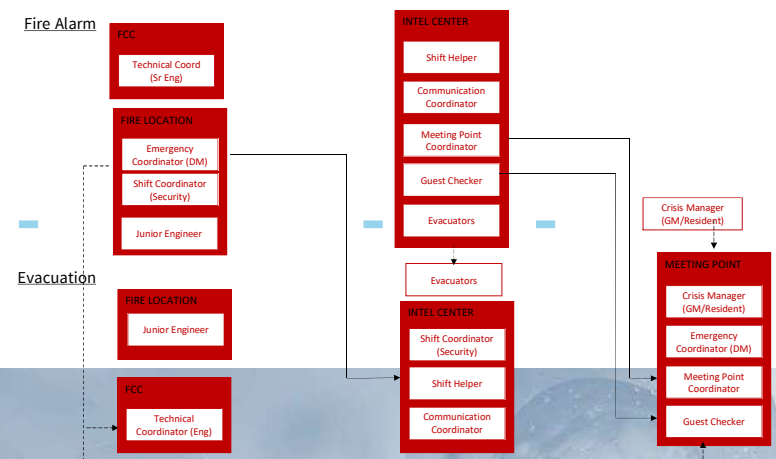 Fire Alarm
FCC
Technical Coord
(Sr Eng)
FIRE LOCATION
Emergency
Coordinator (DM)
Shift Coordinator
(Security)
Junior Engineer
INTEL CENTER
Shift Helper
Communication
Coordinator
Meeting Point
Coordinator
Guest Checker
Evacuators
Evacuators
Crisis Manager
(GM/Resident)
Evacuation
FIRE LOCATION
Junior Engineer
FCC
Technical
Coordinator (Eng)
INTEL CENTER
Shift Coordinator
(Security)
Shift Helper
Communication
Coordinator
MEETING POINT
Crisis Manager
(GM/Resident)
Emergency
Coordinator (DM)
Meeting Point
Coordinator
Guest Checker